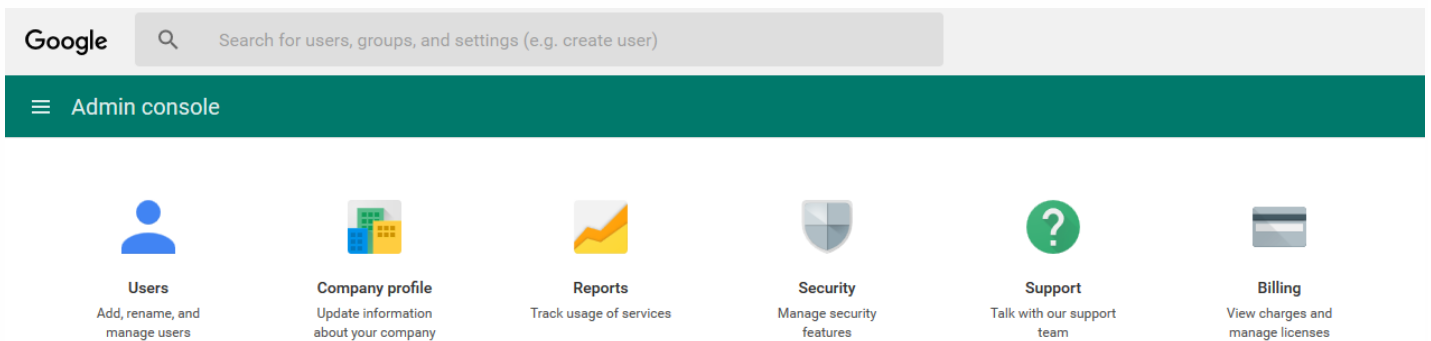 Google
Search for users, groups, and settings (e.g. create user)
Admin console
Users
Add, rename, and
manage users
Company profile
Update information
about your company
Reports
Track usage of services
Security
Manage security
features
?
Support
Talk with our support
team
Billing
View charges and
manage licenses